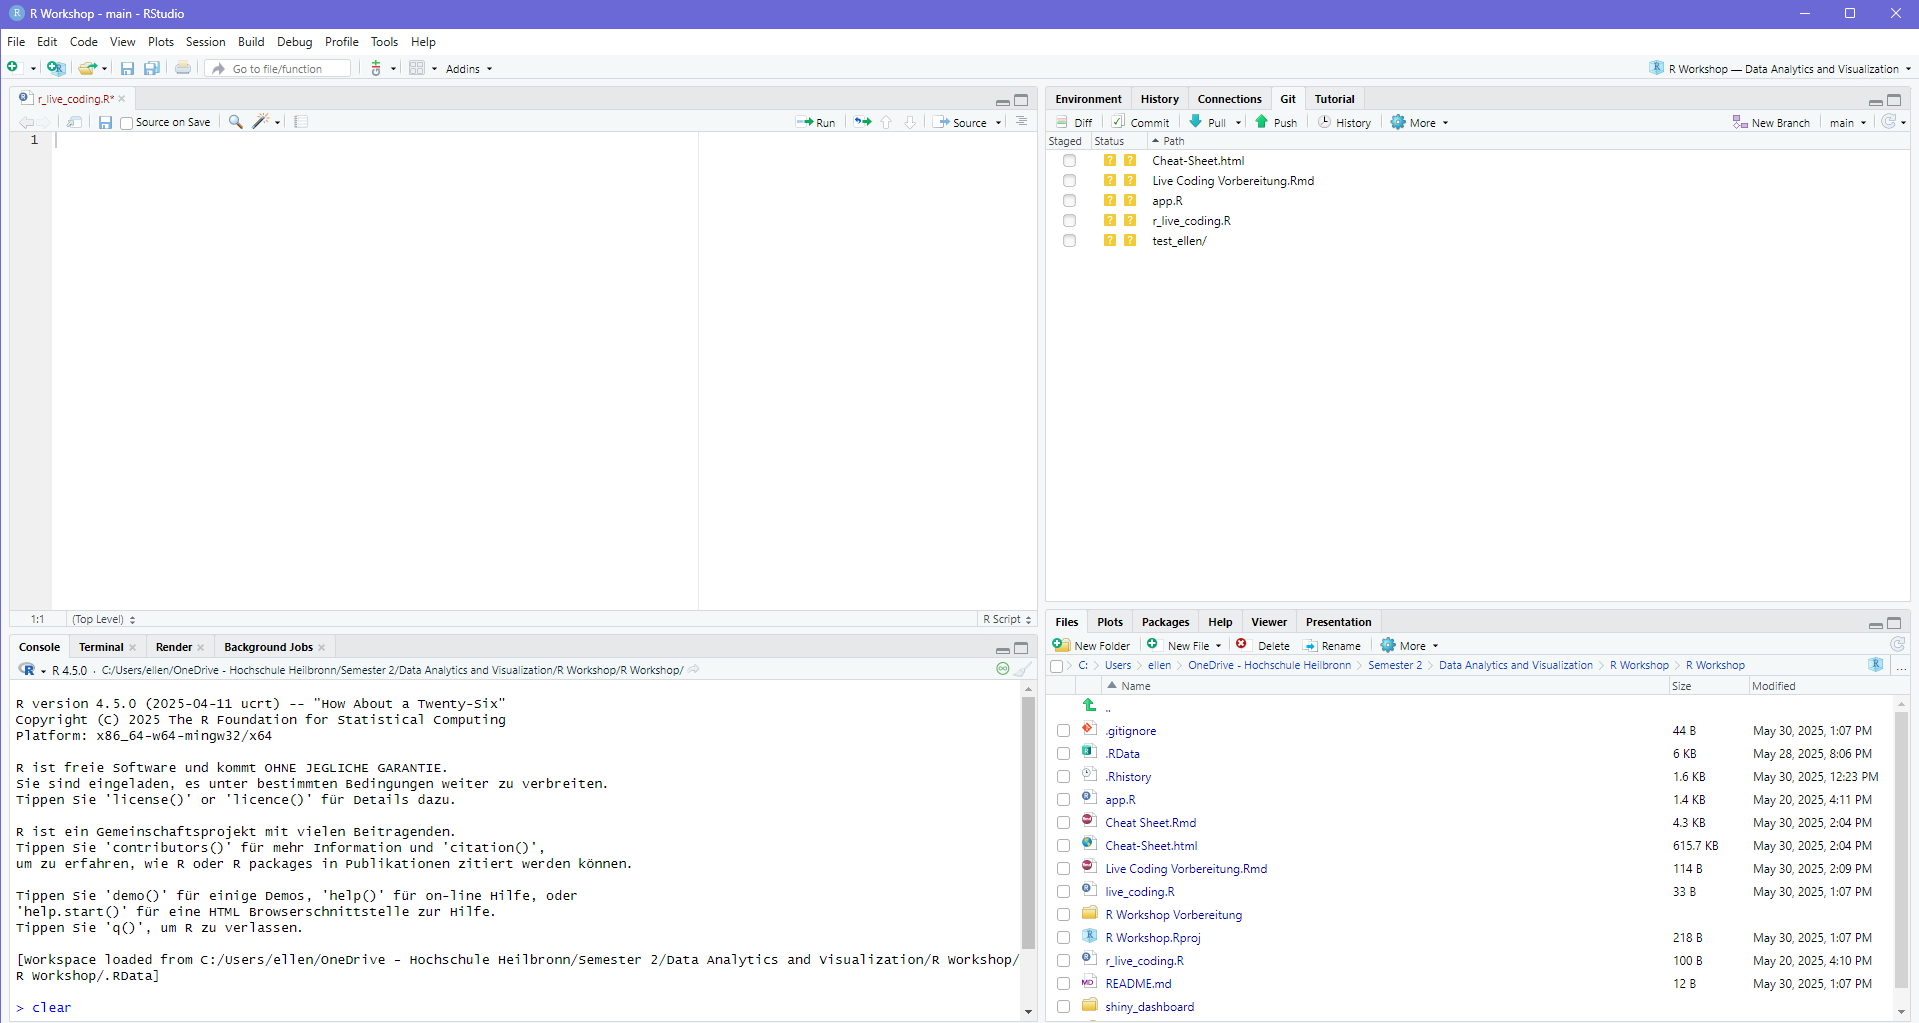 R Workshop - main - RStudio
File Edit Code View Plots Session Build Debug Profile Tools Help
Go to file/function Addins R Workshop — Data Analytics and Visualization
r_live_coding.R*
Source on Save Run Source
1
1:1 (Top Level) R Script
Console Terminal Render Background Jobs
R 4.5.0 · C:/Users/ellen/OneDrive - Hochschule Heilbronn/Semester 2/Data Analytics and Visualization/R Workshop/R Workshop/
R version 4.5.0 (2025-04-11 ucrt) -- "How About a Twenty-Six"
Copyright (C) 2025 The R Foundation for Statistical Computing
Platform: x86_64-w64-mingw32/x64
R ist freie Software und kommt OHNE JEGLICHE GARANTIE.
Sie sind eingeladen, es unter bestimmten Bedingungen weiter zu verbreiten.
Tippen Sie 'license()' or 'licence()' für Details dazu.
R ist ein Gemeinschaftsprojekt mit vielen Beitragenden.
Tippen Sie 'contributors()' für mehr Information und 'citation()',
um zu erfahren, wie R oder R packages in Publikationen zitiert werden können.
Tippen Sie 'demo()' für einige Demos, 'help()' für on-line Hilfe, oder
'help.start()' für eine HTML Browserschnittstelle zur Hilfe.
Tippen Sie 'q()', um R zu verlassen.
[Workspace loaded from C:/Users/ellen/OneDrive - Hochschule Heilbronn/Semester 2/Data Analytics and Visualization/R Workshop/
R Workshop/.RData]
> clear
Environment History Connections Git Tutorial
Diff Commit Pull Push History More New Branch main
Staged Status Path
? ? Cheat-Sheet.html
? ? Live Coding Vorbereitung.Rmd
? ? app.R
? ? r_live_coding.R
? ? test_ellen/
Files Plots Packages Help Viewer Presentation
New Folder New File Delete Rename More
C: Users ellen OneDrive - Hochschule Heilbronn Semester 2 Data Analytics and Visualization R Workshop R Workshop ...
Name Size Modified
..
.gitignore 44 B May 30, 2025, 1:07 PM
.RData 6 KB May 28, 2025, 8:06 PM
.Rhistory 1.6 KB May 30, 2025, 12:23 PM
app.R 1.4 KB May 20, 2025, 4:11 PM
Cheat Sheet.Rmd 4.3 KB May 30, 2025, 2:04 PM
Cheat-Sheet.html 615.7 KB May 30, 2025, 2:04 PM
Live Coding Vorbereitung.Rmd 114 B May 30, 2025, 2:09 PM
live_coding.R 33 B May 30, 2025, 1:07 PM
R Workshop Vorbereitung
R Workshop.Rproj 218 B May 30, 2025, 1:07 PM
r_live_coding.R 100 B May 20, 2025, 4:10 PM
README.md 12 B May 30, 2025, 1:07 PM
shiny_dashboard